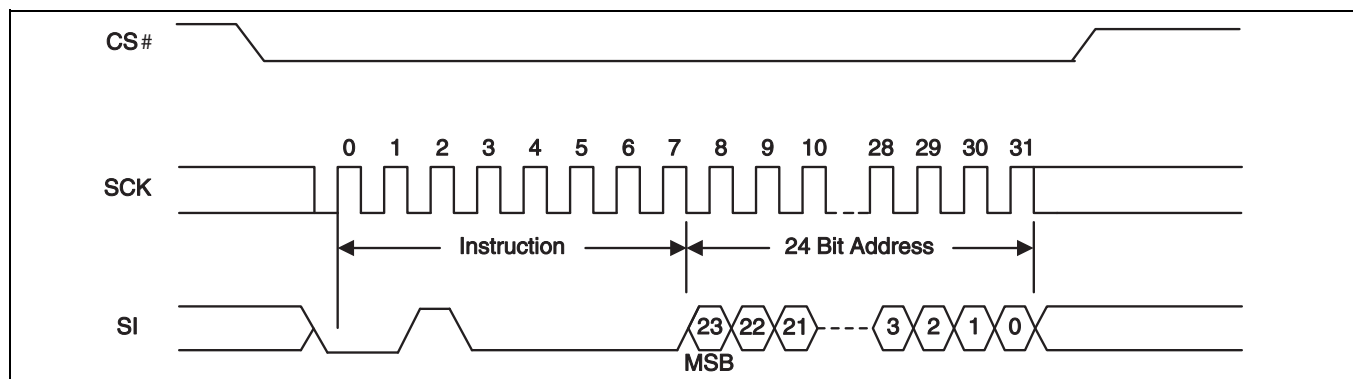 CS#
0 1 2 3 4 5 6 7 8 9 10 28 29 30 31
SCK
Instruction 24 Bit Address
SI 23 22 21 3 2 1 0
MSB